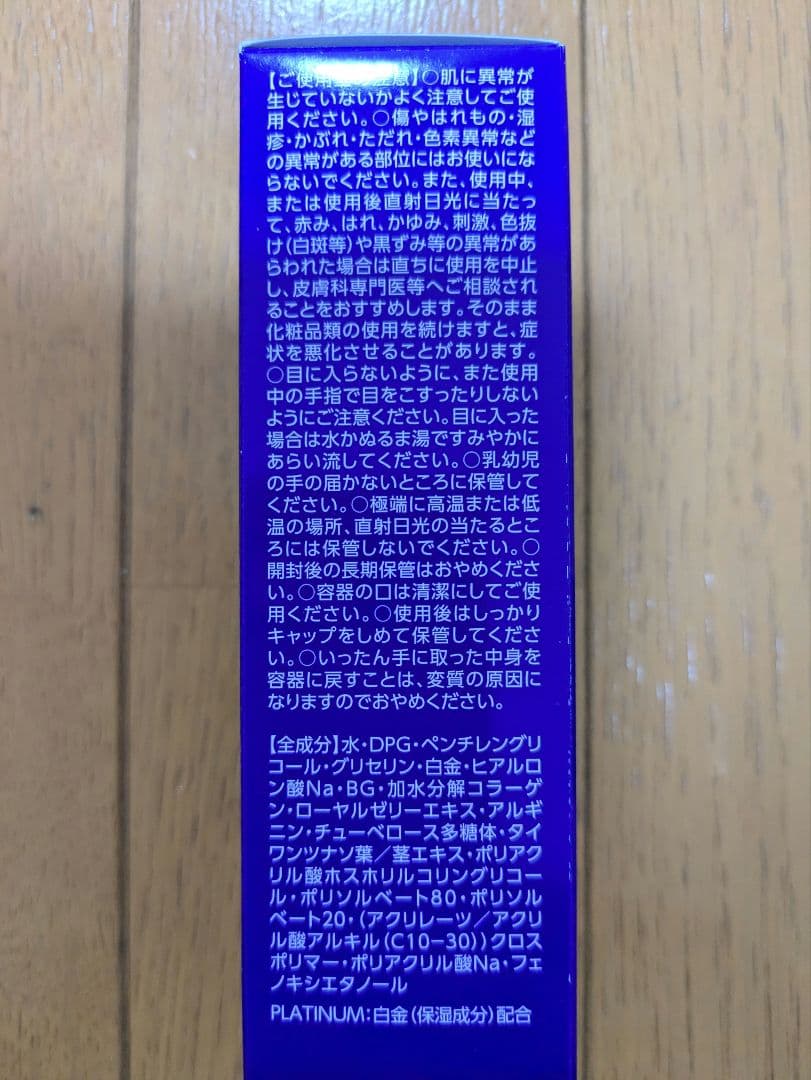 【ご使用 注意】○肌に異常が
生じていないかよく注意してご使
用ください。○傷やはれもの・湿
疹・かぶれ・ただれ・色素異常など
の異常がある部位にはお使いにな
らないでください。また、使用中、
または使用後直射日光に当たっ
て、赤み、はれ、かゆみ、刺激、色抜
け(白斑等)や黒ずみ等の異常があ
らわれた場合は直ちに使用を中止
し、皮膚科専門医等へご相談され
ることをおすすめします。そのまま
化粧品類の使用を続けますと、症
状を悪化させることがあります。
○目に入らないように、また使用
中の手指で目をこすったりしない
ようにご注意ください。目に入った
場合は水かぬるま湯ですみやかに
あらい流してください。○乳幼児
の手の届かないところに保管して
ください。○極端に高温または低
温の場所、直射日光の当たるとこ
ろには保管しないでください。○
開封後の長期保管はおやめくださ
い。○容器の口は清潔にしてご使
用ください。○使用後はしっかり
キャップをしめて保管してくださ
い。○いったん手に取った中身を
容器に戻すことは、変質の原因に
なりますのでおやめください。
【全成分】水・DPG・ペンチレングリ
コール・グリセリン・白金・ヒアルロ
ン酸Na・BG・加水分解コラーゲ
ン・ローヤルゼリーエキス・アルギ
ニン・チューベロース多糖体・タイ
ワンツナソ葉/茎エキス・ポリアク
リル酸ホスホリルコリングリコー
ル・ポリソルベート80・ポリソル
ベート20・(アクリレーツ/アクリ
ル酸アルキル(C10-30))クロス
ポリマー・ポリアクリル酸Na・フェ
ノキシエタノール
PLATINUM:白金(保湿成分)配合